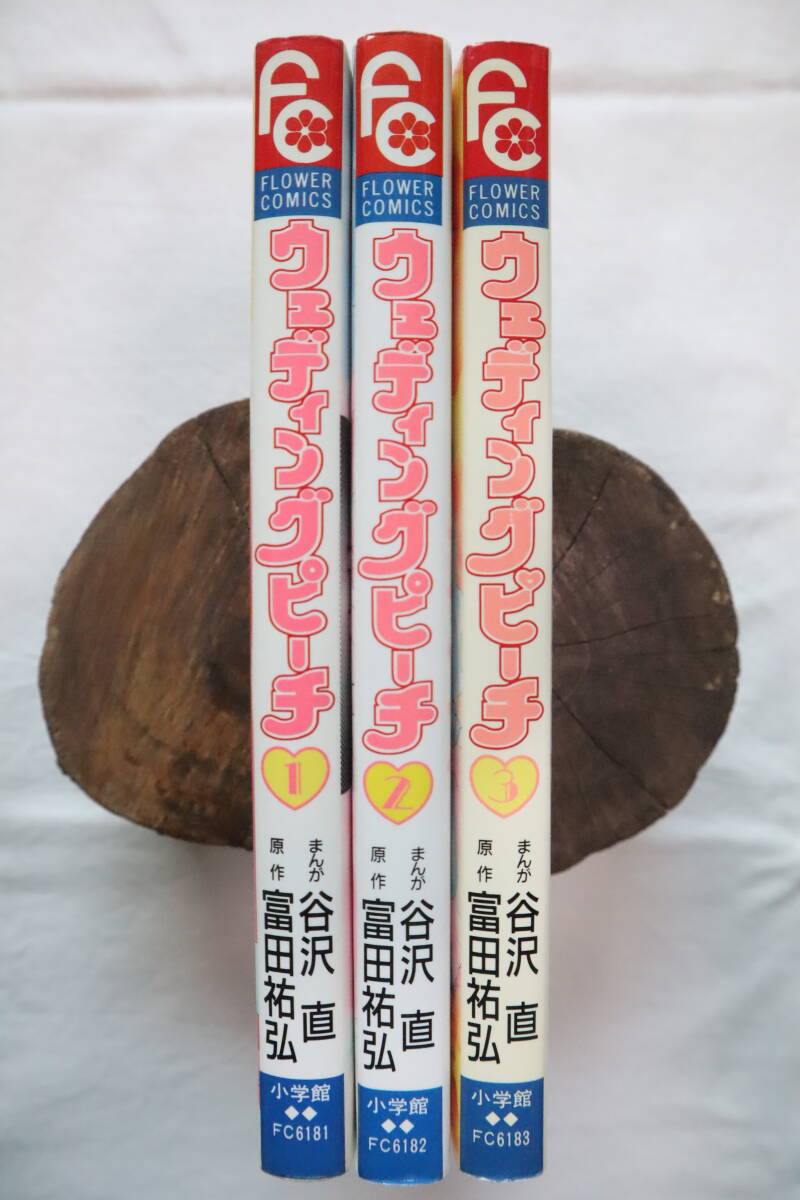 FC
FLOWER
COMICS
ウェディングピーチ
1
まんが 谷沢 直
原作 富田祐弘
小学館
FC6181
FC
FLOWER
COMICS
ウェディングピーチ
2
まんが 谷沢 直
原作 富田祐弘
小学館
FC6182
FC
FLOWER
COMICS
ウェディングピーチ
3
まんが 谷沢 直
原作 富田祐弘
小学館
FC6183